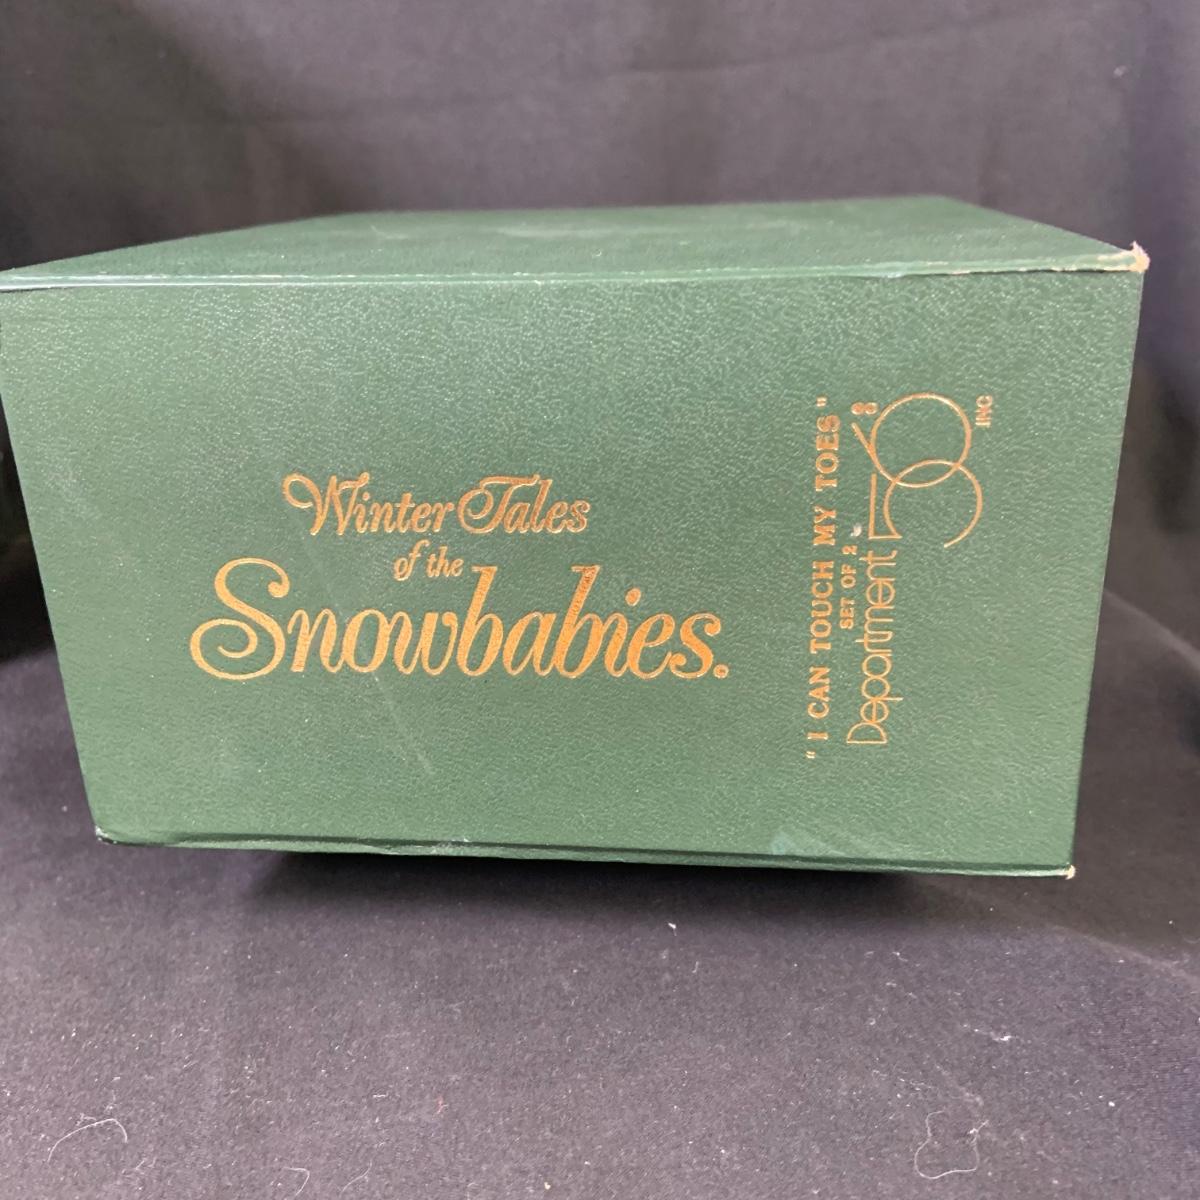 Winter Tales
of the
Snowbabies®
"I CAN TOUCH MY TOES"
SET OF 2
Department 56 ® INC